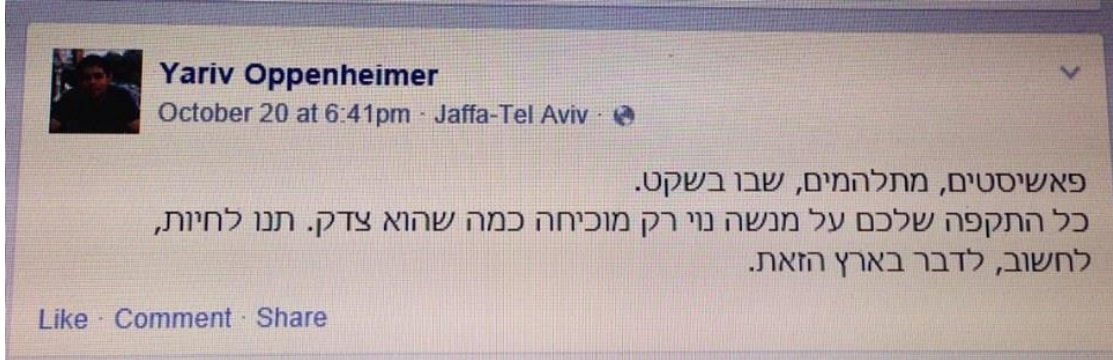 Yariv Oppenheimer
October 20 at 6:41pm · Jaffa-Tel Aviv ·
פאשיסטים, מתלהמים, שבו בשקט.
כל התקפה שלכם על מנשה נוי רק מוכיחה כמה שהוא צדק. תנו לחיות,
לחשוב, לדבר בארץ הזאת.
Like · Comment · Share